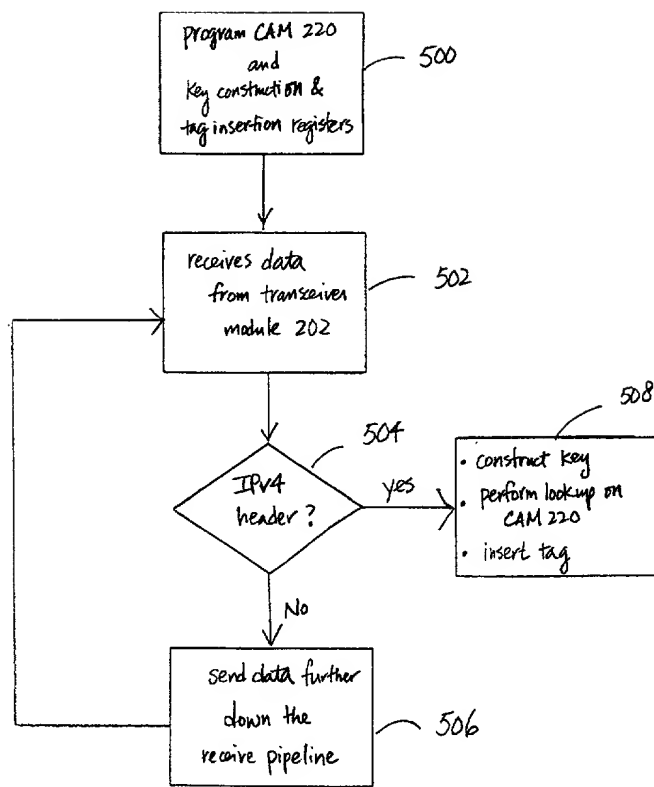 program CAM 220
and
key construction &
tag insertion registers
500
receives data
from transceiver
module 202
502
IPv4
header?
504
yes
508
• construct key
• perform lookup on
CAM 220
• insert tag
No
send data further
down the
receive pipeline
506